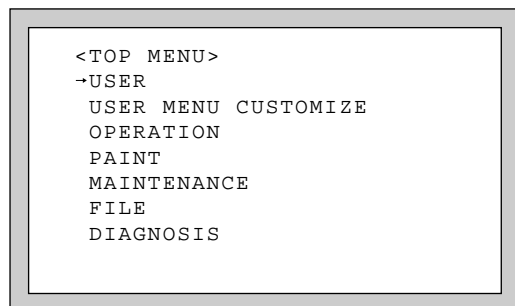 <TOP MENU>
→USER
USER MENU CUSTOMIZE
OPERATION
PAINT
MAINTENANCE
FILE
DIAGNOSIS